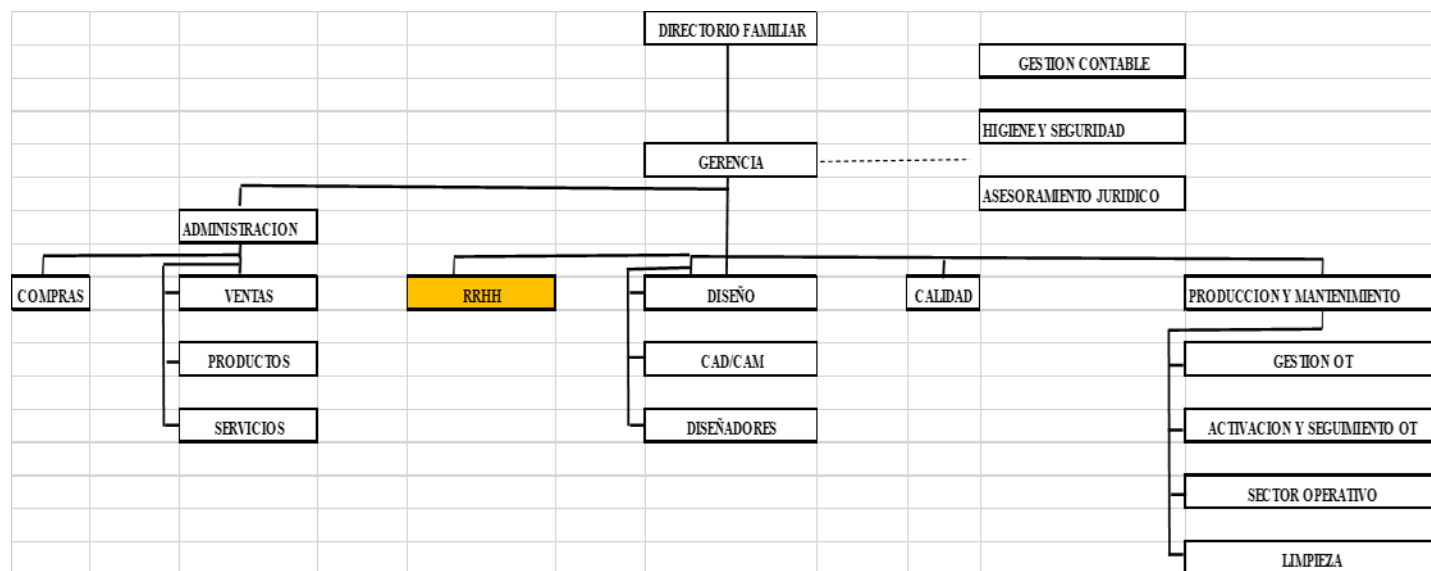 DIRECTORIO FAMILIAR
GESTION CONTABLE
HIGIENE Y SEGURIDAD
GERENCIA
ASESORAMIENTO JURIDICO
ADMINISTRACION
COMPRAS
VENTAS
RRHH
DISEÑO
CALIDAD
PRODUCCION Y MANTENIMIENTO
PRODUCTOS
CAD/CAM
GESTION OT
SERVICIOS
DISEÑADORES
ACTIVACION Y SEGUIMIENTO OT
SECTOR OPERATIVO
LIMPIEZA